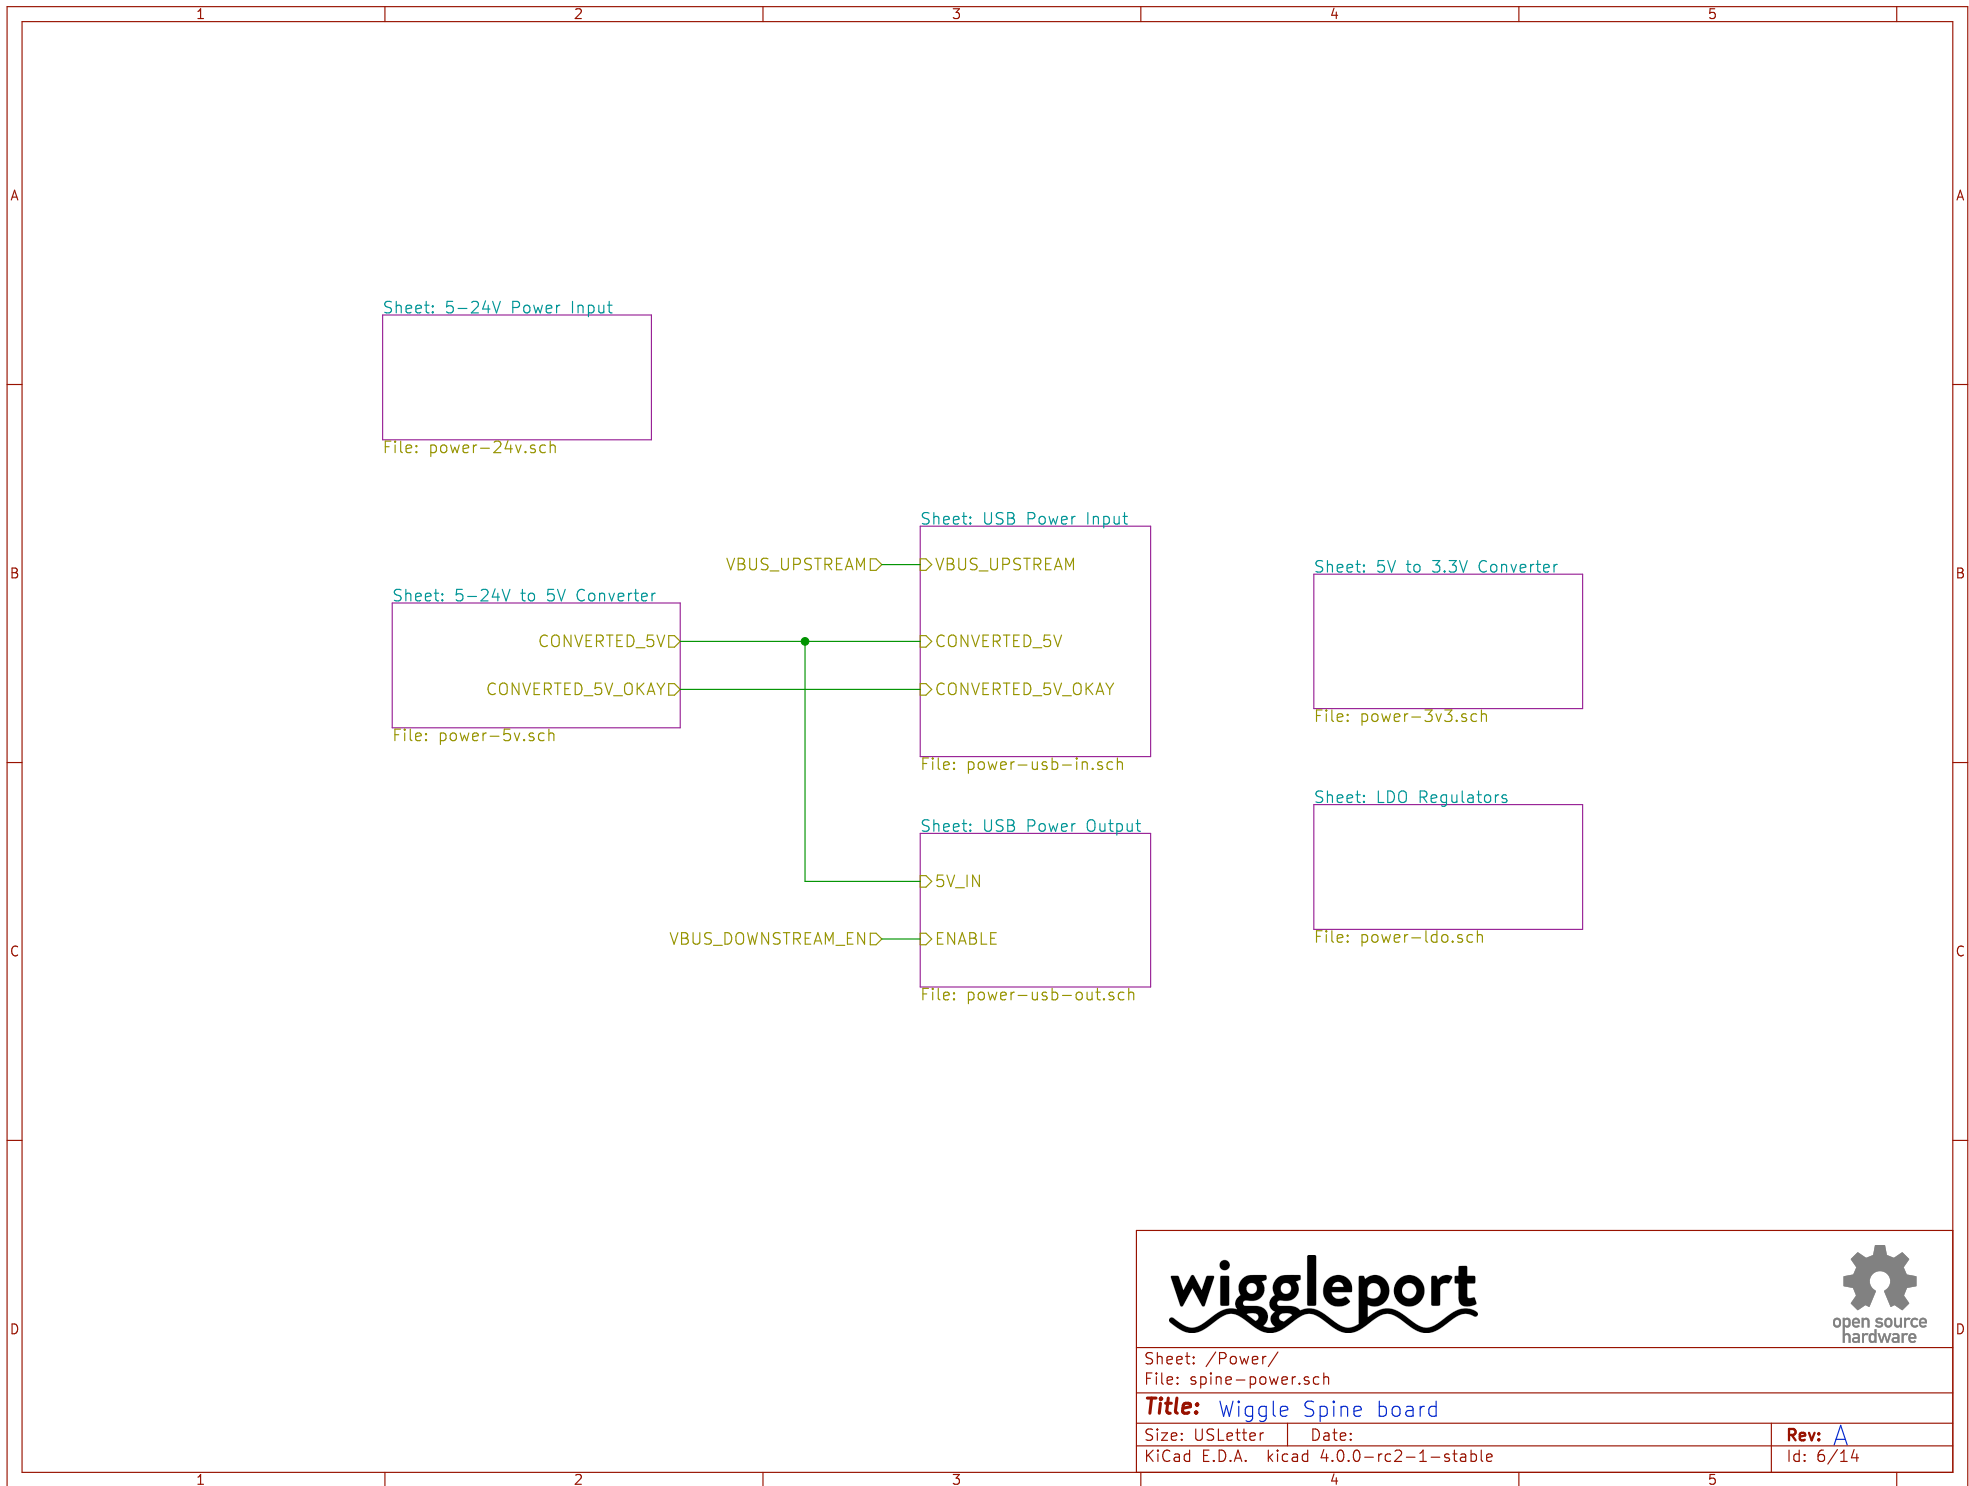 1 2 3 4 5
A A
Sheet: 5-24V Power Input
File: power-24v.sch
Sheet: USB Power Input
VBUS_UPSTREAM VBUS_UPSTREAM
CONVERTED_5V
CONVERTED_5V_OKAY
File: power-usb-in.sch
B B
Sheet: 5-24V to 5V Converter
CONVERTED_5V
CONVERTED_5V_OKAY
File: power-5v.sch
Sheet: 5V to 3.3V Converter
File: power-3v3.sch
Sheet: LDO Regulators
File: power-ldo.sch
Sheet: USB Power Output
5V_IN
VBUS_DOWNSTREAM_EN ENABLE
File: power-usb-out.sch
C C
wiggleport
open source
hardware
D D
Sheet: /Power/
File: spine-power.sch
Title: Wiggle Spine board
Size: USLetter Date: Rev: A
KiCad E.D.A. kicad 4.0.0-rc2-1-stable Id: 6/14
1 2 3 4 5